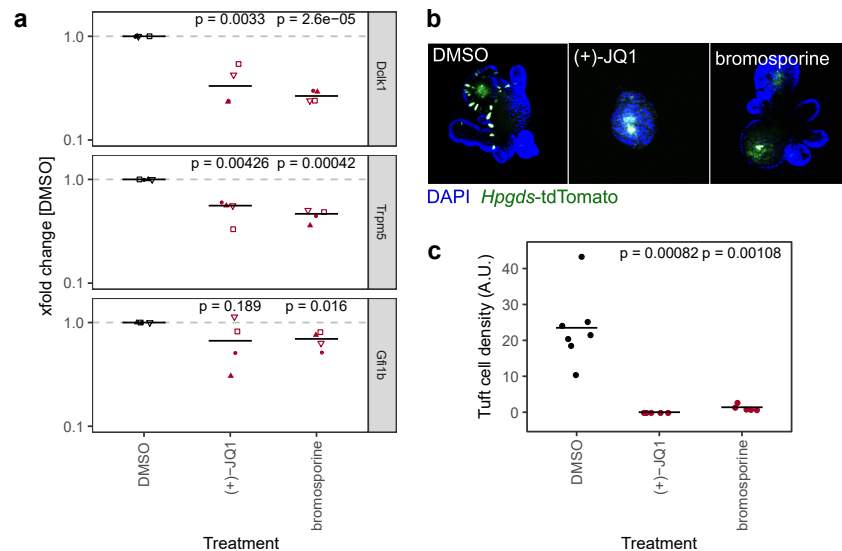 a
p = 0.0033 p = 2.6e−05
1.0
0.1
Dclk1
p = 0.00426 p = 0.00042
1.0
0.1
Trpm5
p = 0.189 p = 0.016
1.0
0.1
Gfi1b
xfold change [DMSO]
DMSO
(+)−JQ1
bromosporine
Treatment
b
DMSO
(+)-JQ1
bromosporine
DAPI Hpgds-tdTomato
c
p = 0.00082 p = 0.00108
40
30
20
10
0
Tuft cell density (A.U.)
DMSO
(+)−JQ1
bromosporine
Treatment